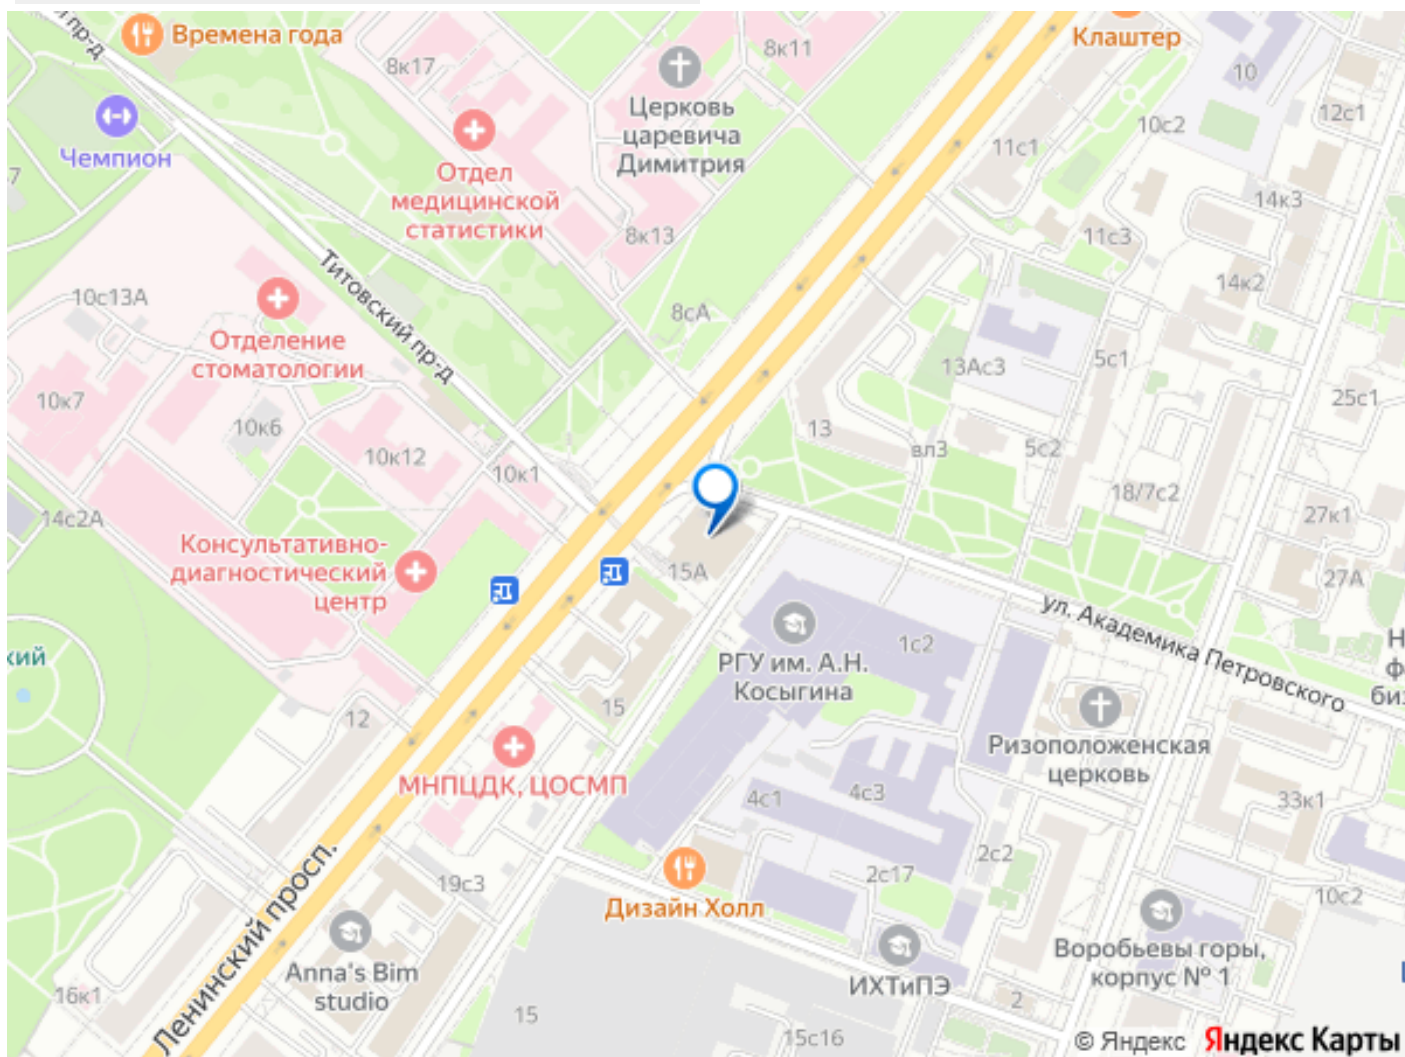 Времена года
Клаштер
8к11
8к17
10
Церковь
царевича
Димитрия
12с1
10с2
Чемпион
11с1
Отдел
медицинской
статистики
14к3
8к13
11с3
Титовский пр-д
14к2
10с13А
8сА
Отделение
стоматологии
5с1
13Ас3
10к7
25с1
10к6
13
вл3
5с2
10к12
10к1
18/7с2
14с2А
27к1
Консультативно-
диагностический
центр
15А
27А
ул. Академика Петровского
1с2
РГУ им. А.Н.
Косыгина
15
12
Ризоположенская
церковь
МНПЦДК, ЦОСМП
4с1
4с3
33к1
2с2
19с3
2с17
10с2
Дизайн Холл
Ленинский просп.
Воробьевы горы,
корпус № 1
Anna's Bim
studio
ИХТиПЭ
16к1
2
15
15с16
© Яндекс Яндекс Карты